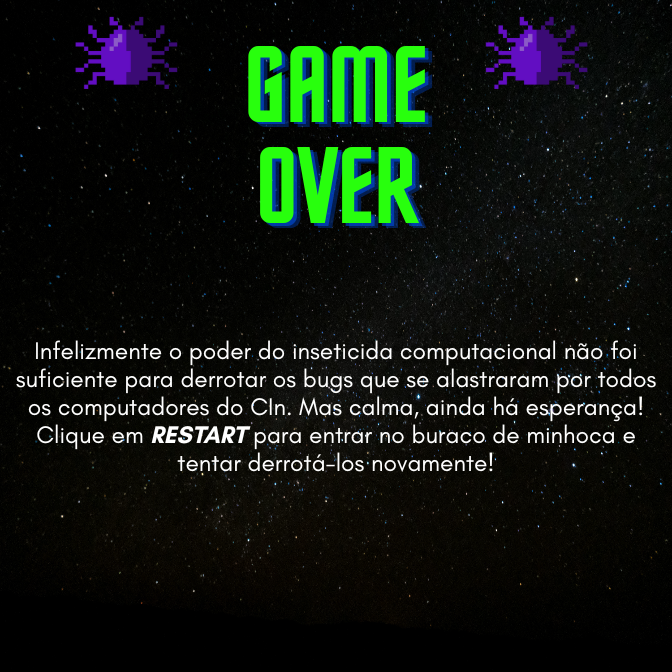 GAME
OVER
Infelizmente o poder do inseticida computacional não foi
suficiente para derrotar os bugs que se alastraram por todos
os computadores do CIn. Mas calma, ainda há esperança!
Clique em RESTART para entrar no buraco de minhoca e
tentar derrotá-los novamente!